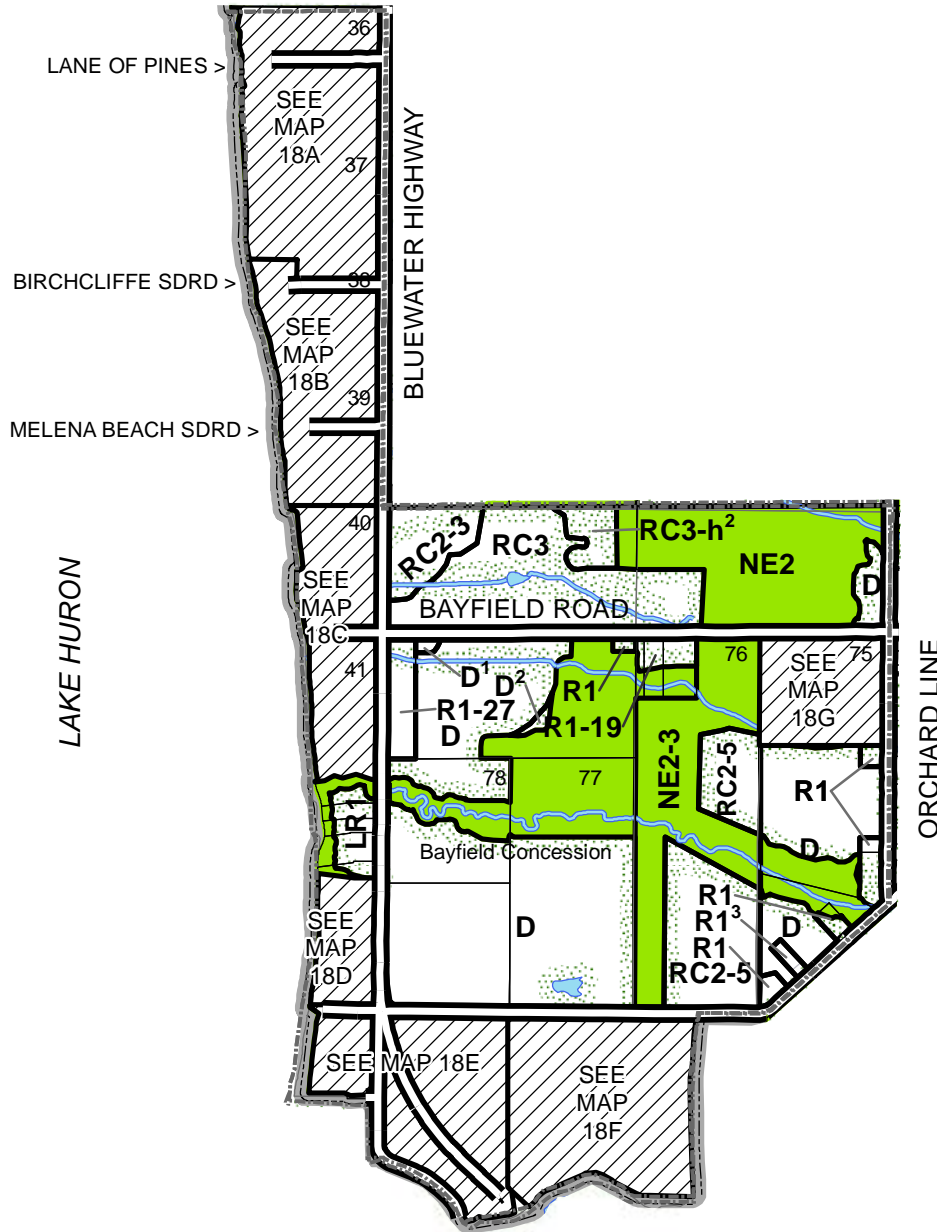 36
LANE OF PINES >
SEE
MAP
18A
37
BLUEWATER HIGHWAY
BIRCHCLIFFE SDRD >
38
SEE
MAP
18B
39
MELENA BEACH SDRD >
40
RC2-3
RC3
RC3-h²
NE2
D
LAKE HURON
SEE
MAP
18C
BAYFIELD ROAD
41
D¹
D²
R1
R1-27
R1-19
D
76
75
SEE
MAP
18G
ORCHARD LINE
78
77
NE2-3
RC2-5
R1
LR1
D
Bayfield Concession
R1
R1³
R1
RC2-5
D
D
SEE
MAP
18D
SEE MAP 18E
SEE
MAP
18F